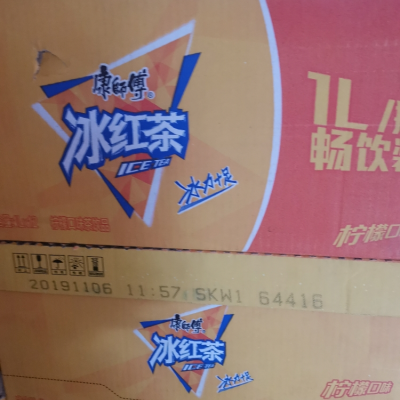 康師傅
冰红茶
ICE TEA
冰力十足
1L/
畅饮装
柠檬口
20191106 11:57 SKW1 64416
康師傅
冰红茶
ICE TEA
冰力十足
柠檬口味